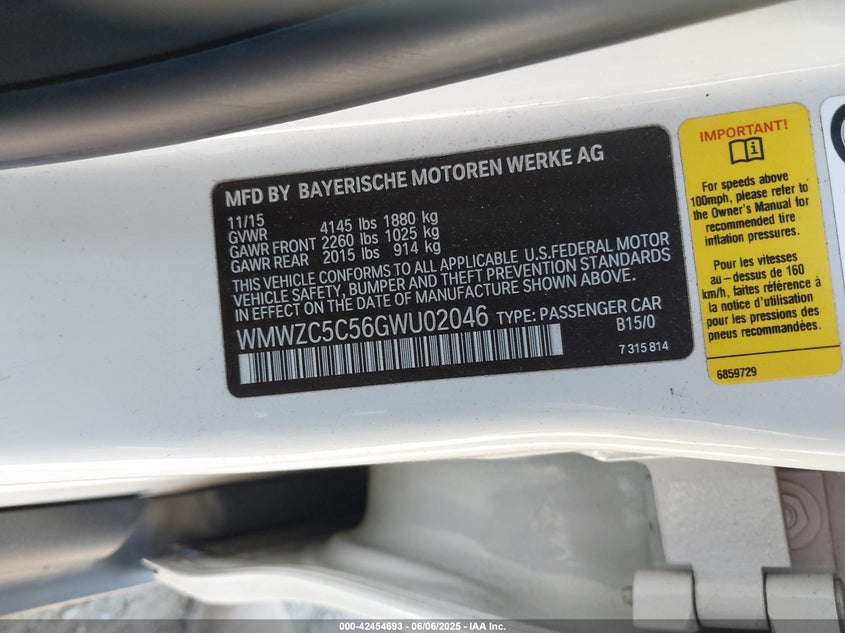 MFD BY BAYERISCHE MOTOREN WERKE AG
11/15
GVWR 4145 lbs 1880 kg
GAWR FRONT 2260 lbs 1025 kg
GAWR REAR 2015 lbs 914 kg
THIS VEHICLE CONFORMS TO ALL APPLICABLE U.S.FEDERAL MOTOR
VEHICLE SAFETY, BUMPER AND THEFT PREVENTION STANDARDS
IN EFFECT ON THE DATE OF MANUFACTURE SHOWN ABOVE.
WMWZC5C56GWU02046 TYPE: PASSENGER CAR
B15/0
7 315 814
IMPORTANT!
For speeds above
100mph, please refer to
the Owner's Manual for
recommended tire
inflation pressures.
Pour les vitesses
au-dessus de 160
km/h, faites référence à
la notice d'utilisation
pour les pressions de
pneu recommandées.
6859729
000-42454693 - 06/06/2025 - IAA Inc.